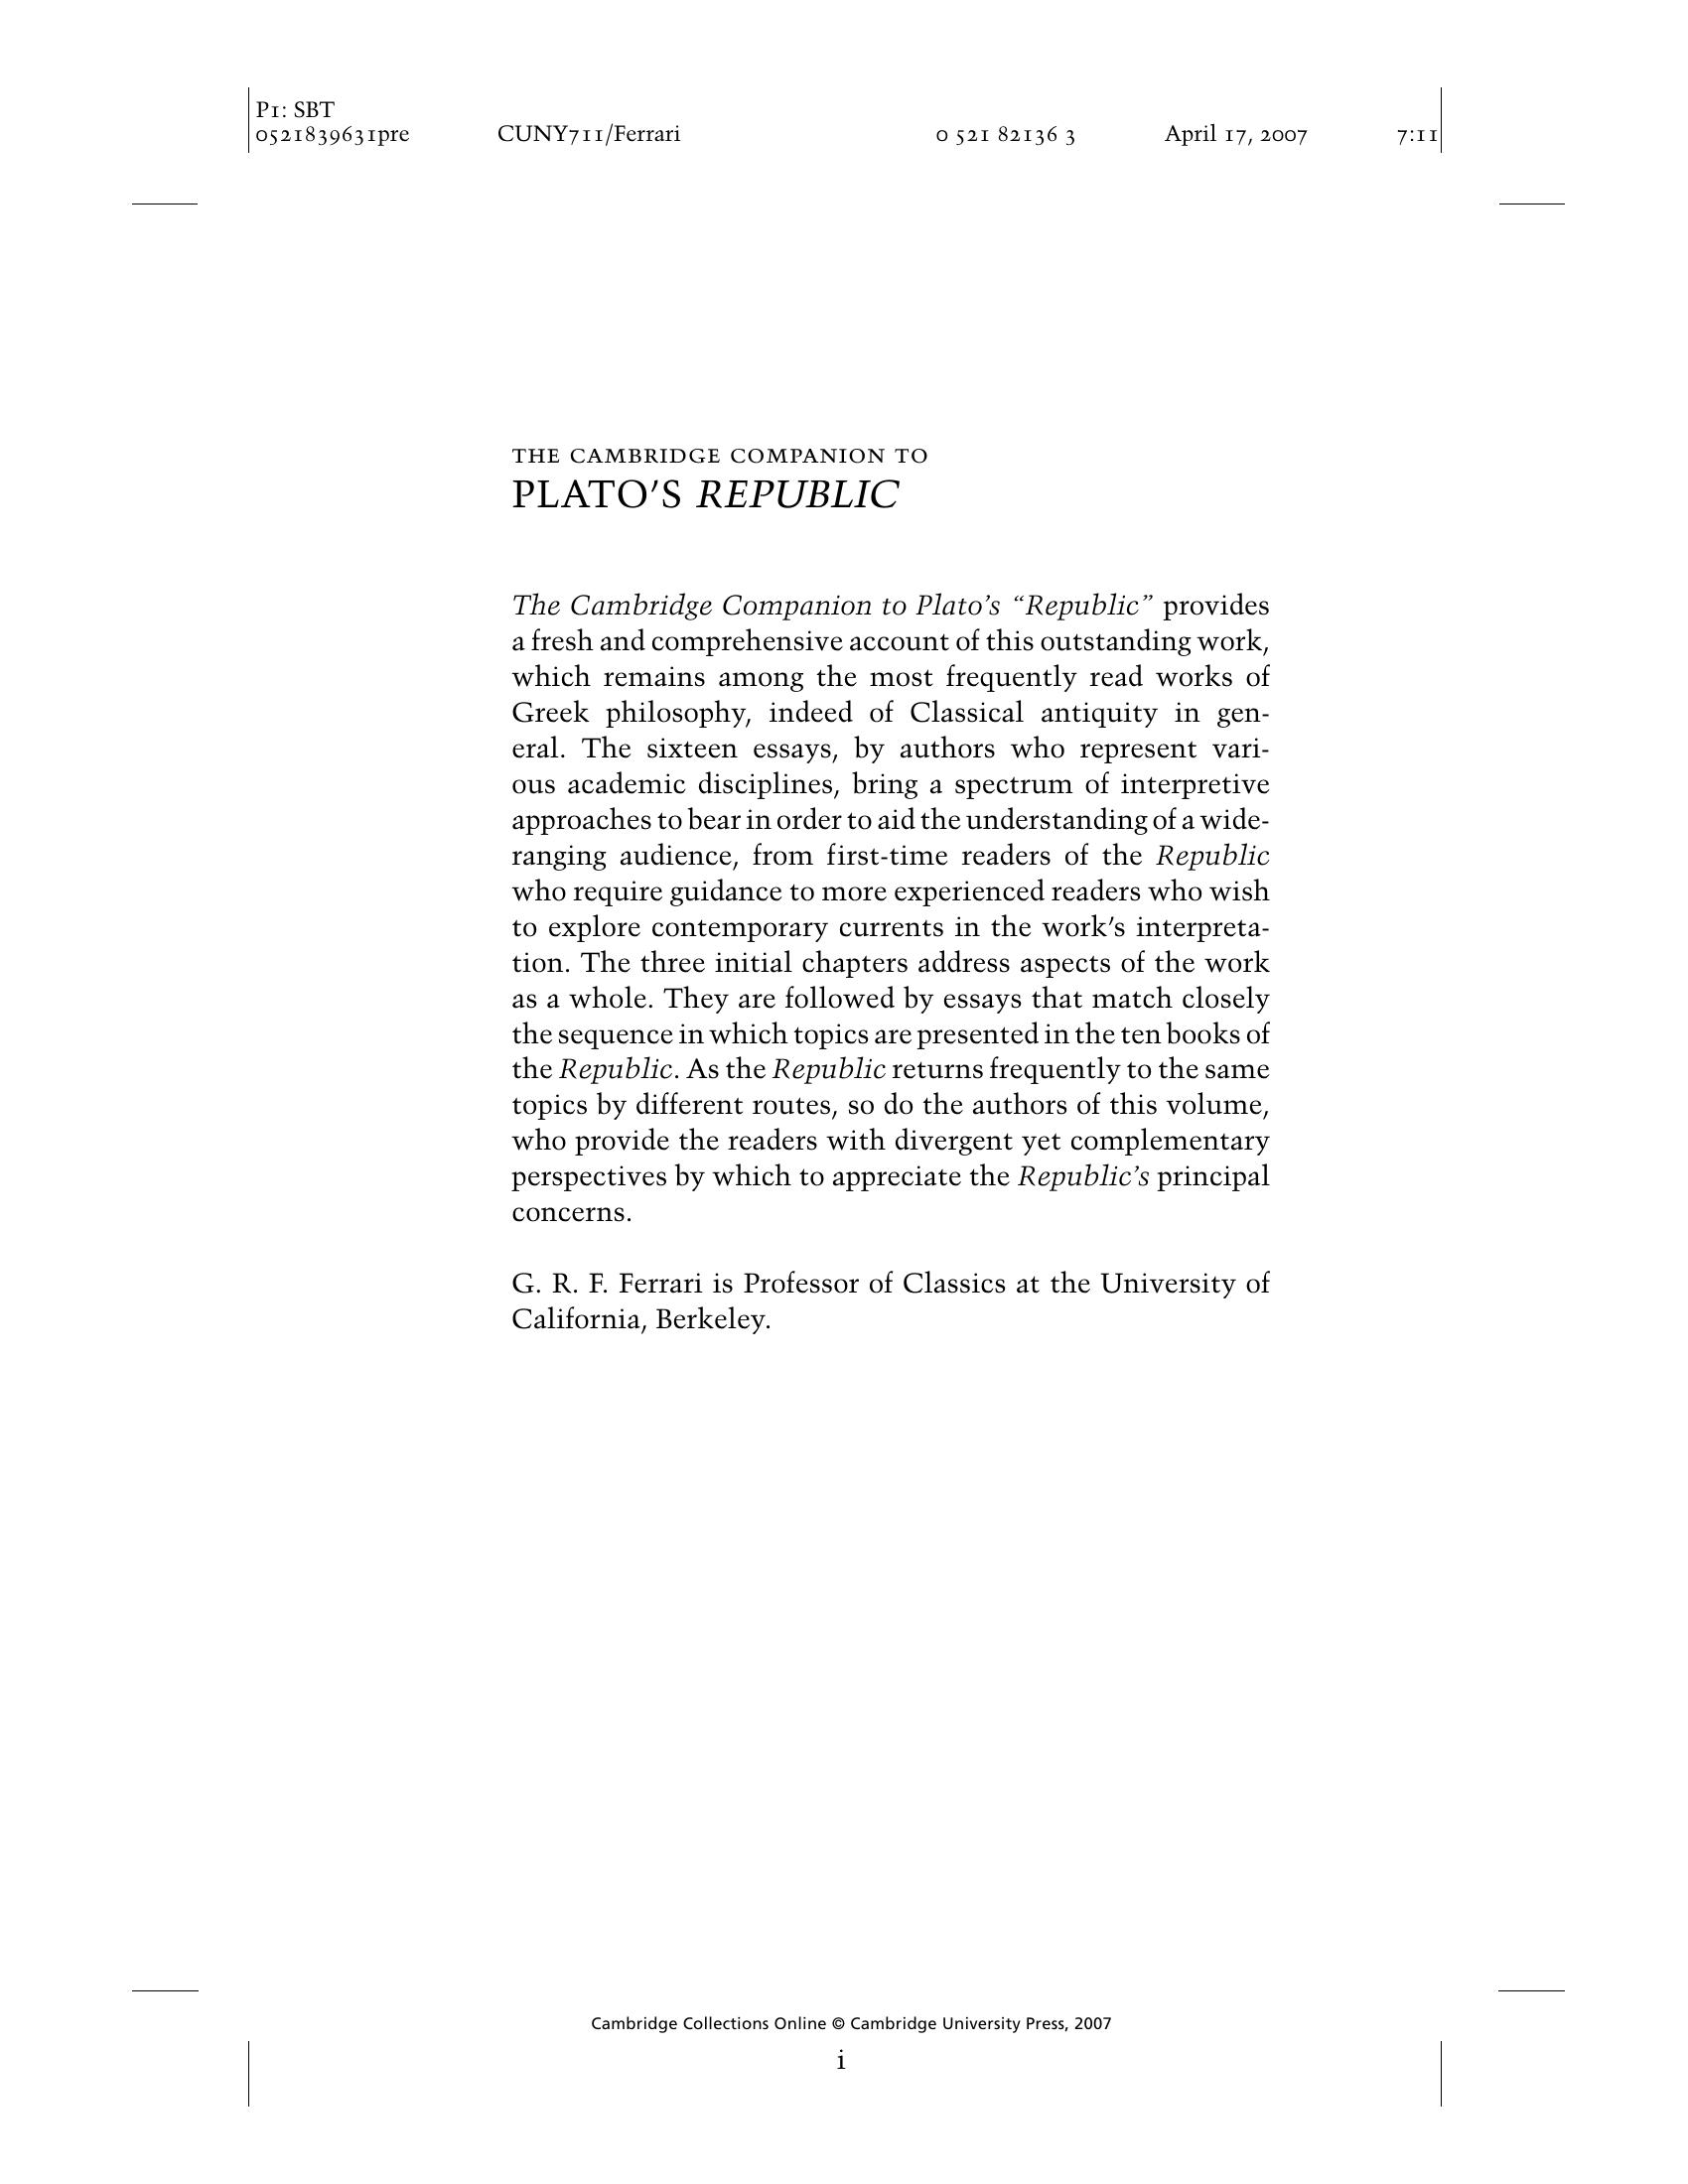 P1: SBT
0521839631pre CUNY711/Ferrari 0 521 82136 3 April 17, 2007 7:11
THE CAMBRIDGE COMPANION TO
PLATO’S REPUBLIC
The Cambridge Companion to Plato’s “Republic” provides
a fresh and comprehensive account of this outstanding work,
which remains among the most frequently read works of
Greek philosophy, indeed of Classical antiquity in gen-
eral. The sixteen essays, by authors who represent vari-
ous academic disciplines, bring a spectrum of interpretive
approaches to bear in order to aid the understanding of a wide-
ranging audience, from first-time readers of the Republic
who require guidance to more experienced readers who wish
to explore contemporary currents in the work’s interpreta-
tion. The three initial chapters address aspects of the work
as a whole. They are followed by essays that match closely
the sequence in which topics are presented in the ten books of
the Republic. As the Republic returns frequently to the same
topics by different routes, so do the authors of this volume,
who provide the readers with divergent yet complementary
perspectives by which to appreciate the Republic’s principal
concerns.
G. R. F. Ferrari is Professor of Classics at the University of
California, Berkeley.
Cambridge Collections Online © Cambridge University Press, 2007
i